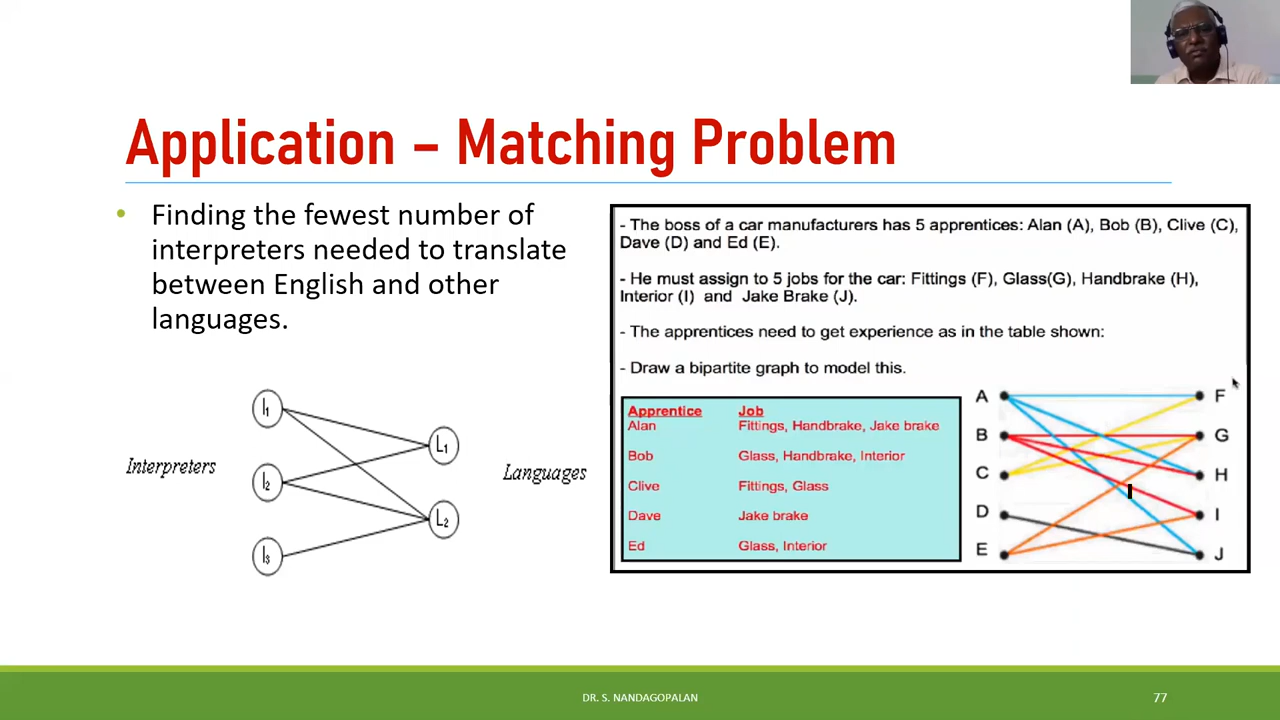 Application – Matching Problem
• Finding the fewest number of
interpreters needed to translate
between English and other
languages.
I1
I2
I3
Interpreters
L1
L2
Languages
- The boss of a car manufacturers has 5 apprentices: Alan (A), Bob (B), Clive (C),
Dave (D) and Ed (E).
- He must assign to 5 jobs for the car: Fittings (F), Glass(G), Handbrake (H),
Interior (I) and Jake Brake (J).
- The apprentices need to get experience as in the table shown:
- Draw a bipartite graph to model this.
Apprentice Job
Alan Fittings, Handbrake, Jake brake
Bob Glass, Handbrake, Interior
Clive Fittings, Glass
Dave Jake brake
Ed Glass, Interior
A F
B G
C H
D I
E J
DR. S. NANDAGOPALAN
77